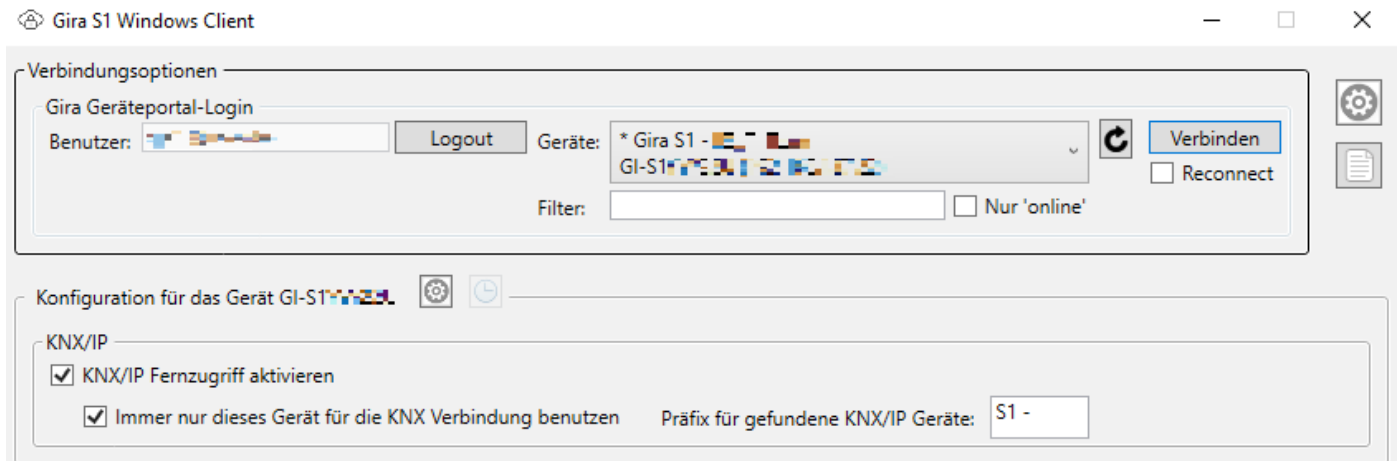 Gira S1 Windows Client
Verbindungsoptionen
Gira Geräteportal-Login
Benutzer:
Logout
Geräte:
* Gira S1 -
GI-S1
Verbinden
Reconnect
Filter:
Nur 'online'
Konfiguration für das Gerät GI-S1
KNX/IP
KNX/IP Fernzugriff aktivieren
Immer nur dieses Gerät für die KNX Verbindung benutzen
Präfix für gefundene KNX/IP Geräte:
S1 -